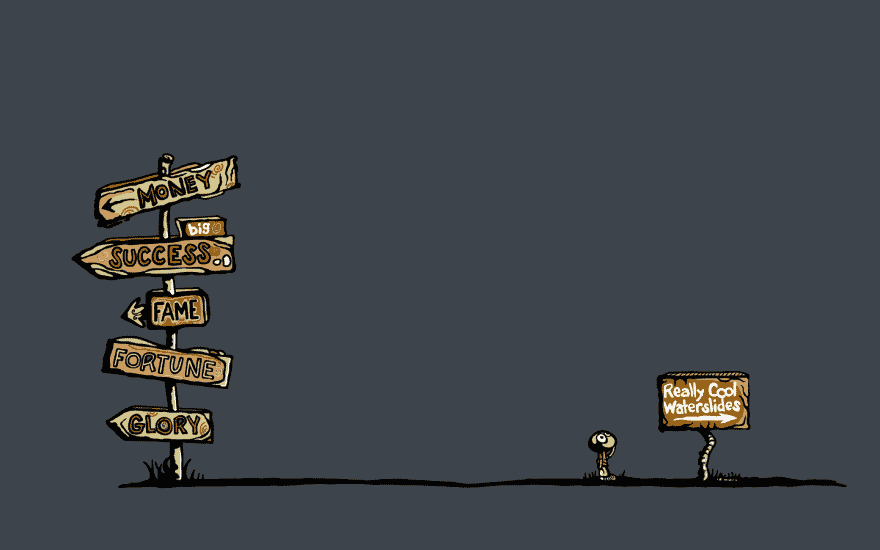 MONEY
big
SUCCESS
FAME
FORTUNE
GLORY
Really Cool
Waterslides